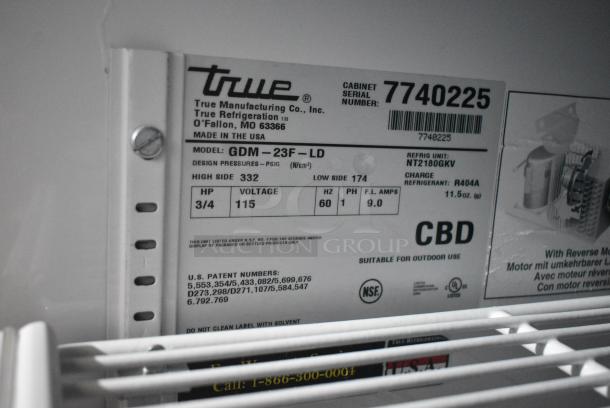 true®
True Manufacturing Co., Inc.
True Refrigeration
O'Fallon, MO 63366
MADE IN THE USA
CABINET SERIAL NUMBER: 7740225
7740225
MODEL: GDM-23F-LD
DESIGN PRESSURES-PSIG
HIGH SIDE 332 LOW SIDE 174
REFRIG UNIT:
NT2180GKV
CHARGE
REFRIGERANT: R404A
11.5oz.
HP VOLTAGE HZ PH F.L. AMPS
3/4 115 60 1 9.0
AUCTION GROUP
CBD
SUITABLE FOR OUTDOOR USE
U.S. PATENT NUMBERS:
5,553,354/5,433,082/5,699,676
D273,298/D271,107/5,584,547
6.792.769
NSF
UL
LISTED
DO NOT CLEAN LABEL WITH SOLVENT
With Reverse
Motor mit umkehrbarer
Avec moteur
Con motor
Call: 1-866-300-0004